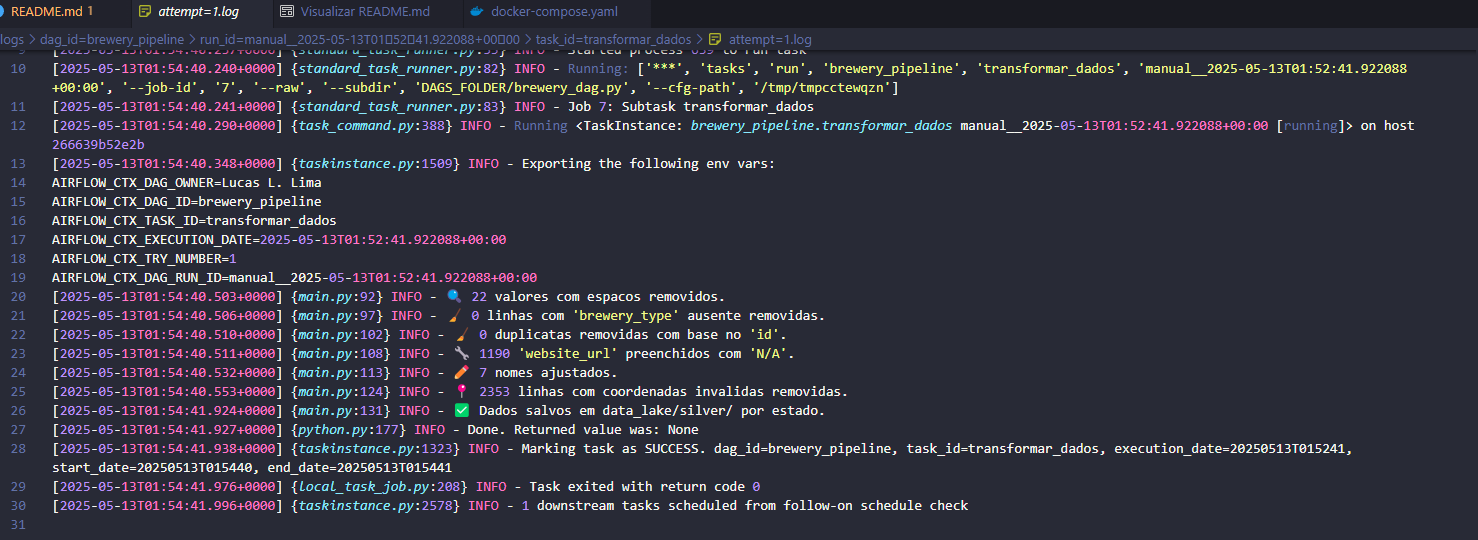 README.md 1
attempt=1.log
Visualizar README.md
docker-compose.yaml
logs > dag_id=brewery_pipeline > run_id=manual__2025-05-13T01▯52▯41.922088+00▯00 > task_id=transformar_dados > attempt=1.log
10 [2025-05-13T01:54:40.240+0000] {standard_task_runner.py:82} INFO - Running: ['***', 'tasks', 'run', 'brewery_pipeline', 'transformar_dados', 'manual__2025-05-13T01:52:41.922088
+00:00', '--job-id', '7', '--raw', '--subdir', 'DAGS_FOLDER/brewery_dag.py', '--cfg-path', '/tmp/tmpcctewqzn']
11 [2025-05-13T01:54:40.241+0000] {standard_task_runner.py:83} INFO - Job 7: Subtask transformar_dados
12 [2025-05-13T01:54:40.290+0000] {task_command.py:388} INFO - Running <TaskInstance: brewery_pipeline.transformar_dados manual__2025-05-13T01:52:41.922088+00:00 [running]> on host
266639b52e2b
13 [2025-05-13T01:54:40.348+0000] {taskinstance.py:1509} INFO - Exporting the following env vars:
14 AIRFLOW_CTX_DAG_OWNER=Lucas L. Lima
15 AIRFLOW_CTX_DAG_ID=brewery_pipeline
16 AIRFLOW_CTX_TASK_ID=transformar_dados
17 AIRFLOW_CTX_EXECUTION_DATE=2025-05-13T01:52:41.922088+00:00
18 AIRFLOW_CTX_TRY_NUMBER=1
19 AIRFLOW_CTX_DAG_RUN_ID=manual__2025-05-13T01:52:41.922088+00:00
20 [2025-05-13T01:54:40.503+0000] {main.py:92} INFO - 🔍 22 valores com espacos removidos.
21 [2025-05-13T01:54:40.506+0000] {main.py:97} INFO - 🧹 0 linhas com 'brewery_type' ausente removidas.
22 [2025-05-13T01:54:40.510+0000] {main.py:102} INFO - 🧹 0 duplicatas removidas com base no 'id'.
23 [2025-05-13T01:54:40.511+0000] {main.py:108} INFO - 🔧 1190 'website_url' preenchidos com 'N/A'.
24 [2025-05-13T01:54:40.532+0000] {main.py:113} INFO - ✏️ 7 nomes ajustados.
25 [2025-05-13T01:54:40.553+0000] {main.py:124} INFO - 📍 2353 linhas com coordenadas invalidas removidas.
26 [2025-05-13T01:54:41.924+0000] {main.py:131} INFO - ✅ Dados salvos em data_lake/silver/ por estado.
27 [2025-05-13T01:54:41.927+0000] {python.py:177} INFO - Done. Returned value was: None
28 [2025-05-13T01:54:41.938+0000] {taskinstance.py:1323} INFO - Marking task as SUCCESS. dag_id=brewery_pipeline, task_id=transformar_dados, execution_date=20250513T015241,
start_date=20250513T015440, end_date=20250513T015441
29 [2025-05-13T01:54:41.976+0000] {local_task_job.py:208} INFO - Task exited with return code 0
30 [2025-05-13T01:54:41.996+0000] {taskinstance.py:2578} INFO - 1 downstream tasks scheduled from follow-on schedule check
31